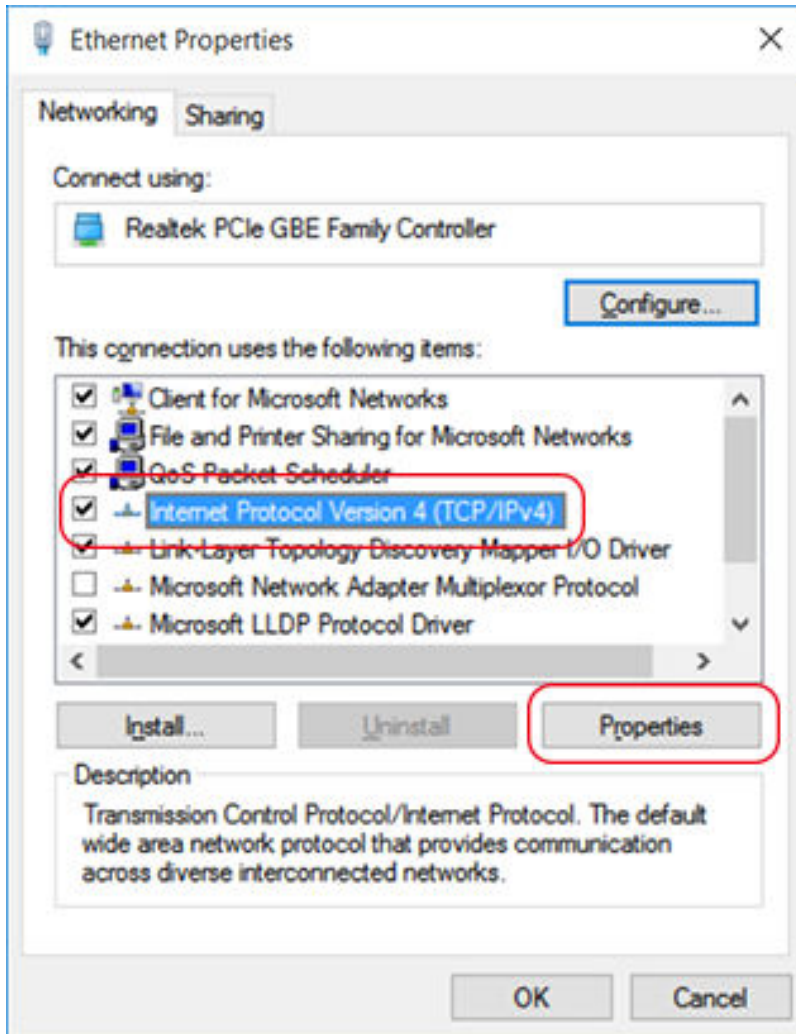 Ethernet Properties
Networking
Sharing
Connect using:
Realtek PCIe GBE Family Controller
Configure...
This connection uses the following items:
Client for Microsoft Networks
File and Printer Sharing for Microsoft Networks
QoS Packet Scheduler
Internet Protocol Version 4 (TCP/IPv4)
Link-Layer Topology Discovery Mapper I/O Driver
Microsoft Network Adapter Multiplexor Protocol
Microsoft LLDP Protocol Driver
Install...
Uninstall
Properties
Description
Transmission Control Protocol/Internet Protocol. The default
wide area network protocol that provides communication
across diverse interconnected networks.
OK
Cancel